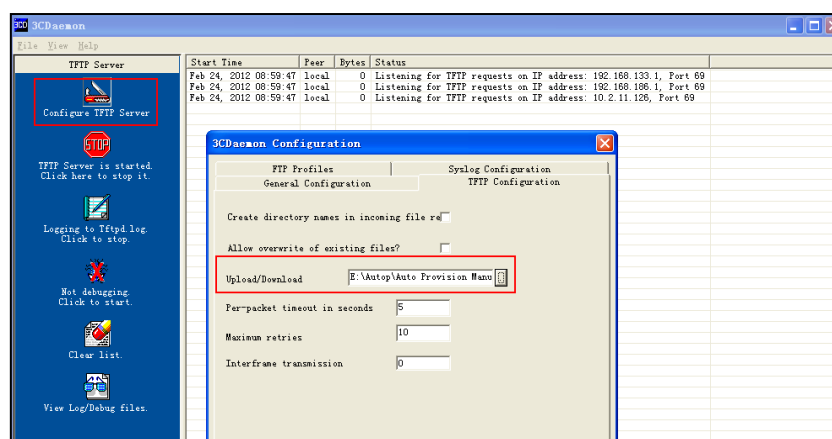 3CD 3CDaemon
File View Help
TFTP Server
Start Time Peer Bytes Status
Feb 24, 2012 08:59:47 local 0 Listening for TFTP requests on IP address: 192.168.133.1, Port 69
Feb 24, 2012 08:59:47 local 0 Listening for TFTP requests on IP address: 192.168.186.1, Port 69
Feb 24, 2012 08:59:47 local 0 Listening for TFTP requests on IP address: 10.2.11.126, Port 69
Configure TFTP Server
STOP
TFTP Server is started.
Click here to stop it.
Logging to Tftpd.log.
Click to stop.
Not debugging.
Click to start.
Clear list.
View Log/Debug files.
3CDaemon Configuration
FTP Profiles Syslog Configuration
General Configuration TFTP Configuration
Create directory names in incoming file re
Allow overwrite of existing files?
Upload/Download E:\Autop\Auto Provision Manu
Per-packet timeout in seconds 5
Maximum retries 10
Interframe transmission 0